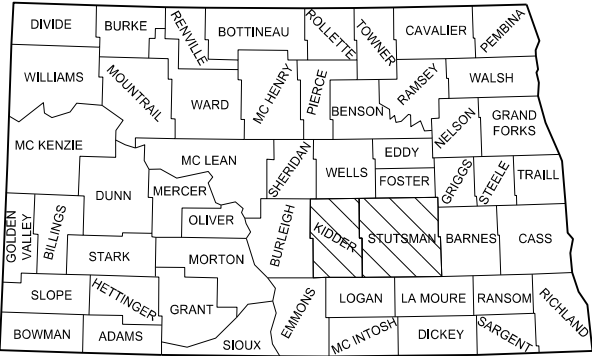 DIVIDE
BURKE
RENVILLE
BOTTINEAU
ROLLETTE
TOWNER
CAVALIER
PEMBINA
WILLIAMS
MOUNTRAIL
WARD
MC HENRY
PIERCE
BENSON
RAMSEY
WALSH
NELSON
GRAND
FORKS
MC KENZIE
MC LEAN
SHERIDAN
WELLS
EDDY
FOSTER
GRIGGS
STEELE
TRAILL
DUNN
MERCER
OLIVER
BURLEIGH
KIDDER
STUTSMAN
BARNES
CASS
GOLDEN
VALLEY
BILLINGS
STARK
MORTON
SLOPE
HETTINGER
GRANT
EMMONS
LOGAN
LA MOURE
RANSOM
RICHLAND
BOWMAN
ADAMS
SIOUX
MC INTOSH
DICKEY
SARGENT